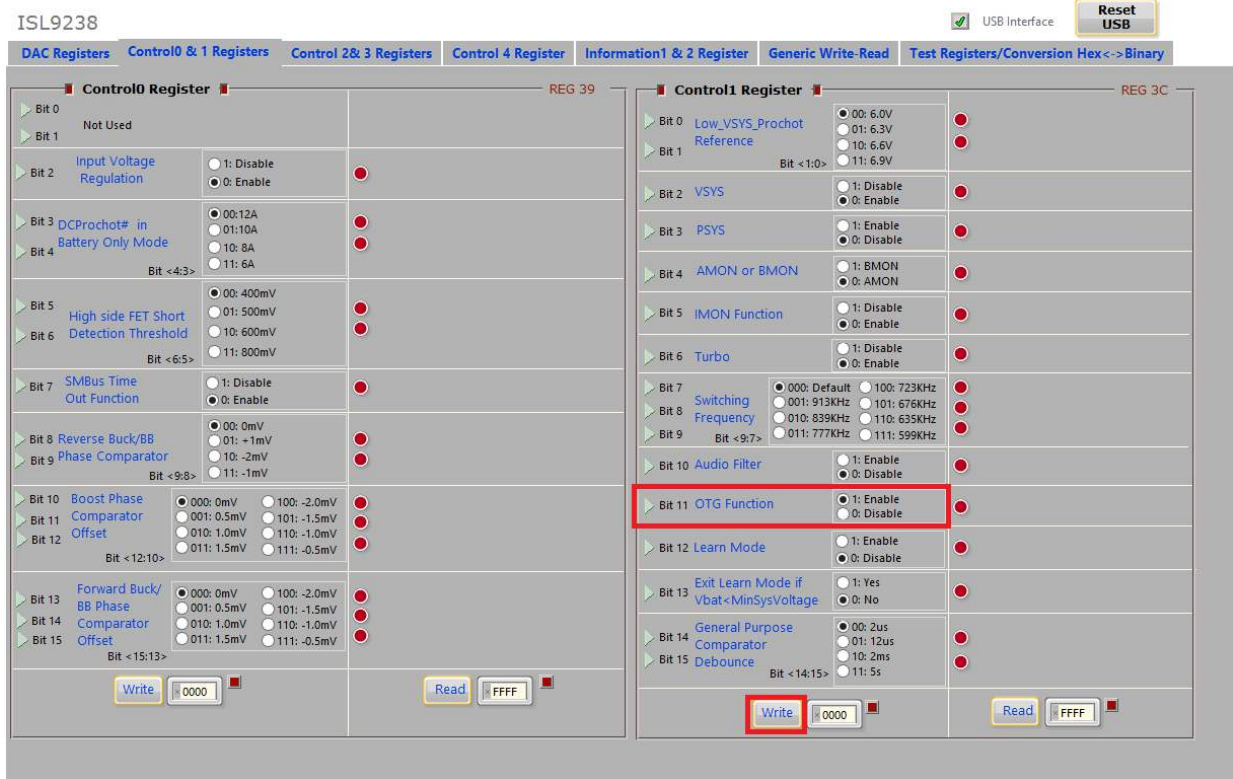 ISL9238
USB Interface
Reset
USB
DAC Registers
Control0 & 1 Registers
Control 2& 3 Registers
Control 4 Register
Information1 & 2 Register
Generic Write-Read
Test Registers/Conversion Hex<->Binary
Control0 Register
REG 39
Bit 0
Bit 1
Not Used
Bit 2
Input Voltage
Regulation
1: Disable
0: Enable
Bit 3
Bit 4
DCProchot# in
Battery Only Mode
Bit <4:3>
00:12A
01:10A
10: 8A
11: 6A
Bit 5
Bit 6
High side FET Short
Detection Threshold
Bit <6:5>
00: 400mV
01: 500mV
10: 600mV
11: 800mV
Bit 7
SMBus Time
Out Function
1: Disable
0: Enable
Bit 8
Bit 9
Reverse Buck/BB
Phase Comparator
Bit <9:8>
00: 0mV
01: +1mV
10: -2mV
11: -1mV
Bit 10
Bit 11
Bit 12
Boost Phase
Comparator
Offset
Bit <12:10>
000: 0mV
001: 0.5mV
010: 1.0mV
011: 1.5mV
100: -2.0mV
101: -1.5mV
110: -1.0mV
111: -0.5mV
Bit 13
Bit 14
Bit 15
Forward Buck/
BB Phase
Comparator
Offset
Bit <15:13>
000: 0mV
001: 0.5mV
010: 1.0mV
011: 1.5mV
100: -2.0mV
101: -1.5mV
110: -1.0mV
111: -0.5mV
Write
× 0000
Read
× FFFF
Control1 Register
REG 3C
Bit 0
Bit 1
Low_VSYS_Prochot
Reference
Bit <1:0>
00: 6.0V
01: 6.3V
10: 6.6V
11: 6.9V
Bit 2
VSYS
1: Disable
0: Enable
Bit 3
PSYS
1: Enable
0: Disable
Bit 4
AMON or BMON
1: BMON
0: AMON
Bit 5
IMON Function
1: Disable
0: Enable
Bit 6
Turbo
1: Disable
0: Enable
Bit 7
Bit 8
Bit 9
Switching
Frequency
Bit <9:7>
000: Default
001: 913KHz
010: 839KHz
011: 777KHz
100: 723KHz
101: 676KHz
110: 635KHz
111: 599KHz
Bit 10
Audio Filter
1: Enable
0: Disable
Bit 11
OTG Function
1: Enable
0: Disable
Bit 12
Learn Mode
1: Enable
0: Disable
Bit 13
Exit Learn Mode if
Vbat<MinSysVoltage
1: Yes
0: No
Bit 14
Bit 15
General Purpose
Comparator
Debounce
Bit <14:15>
00: 2us
01: 12us
10: 2ms
11: 5s
Write
× 0000
Read
× FFFF